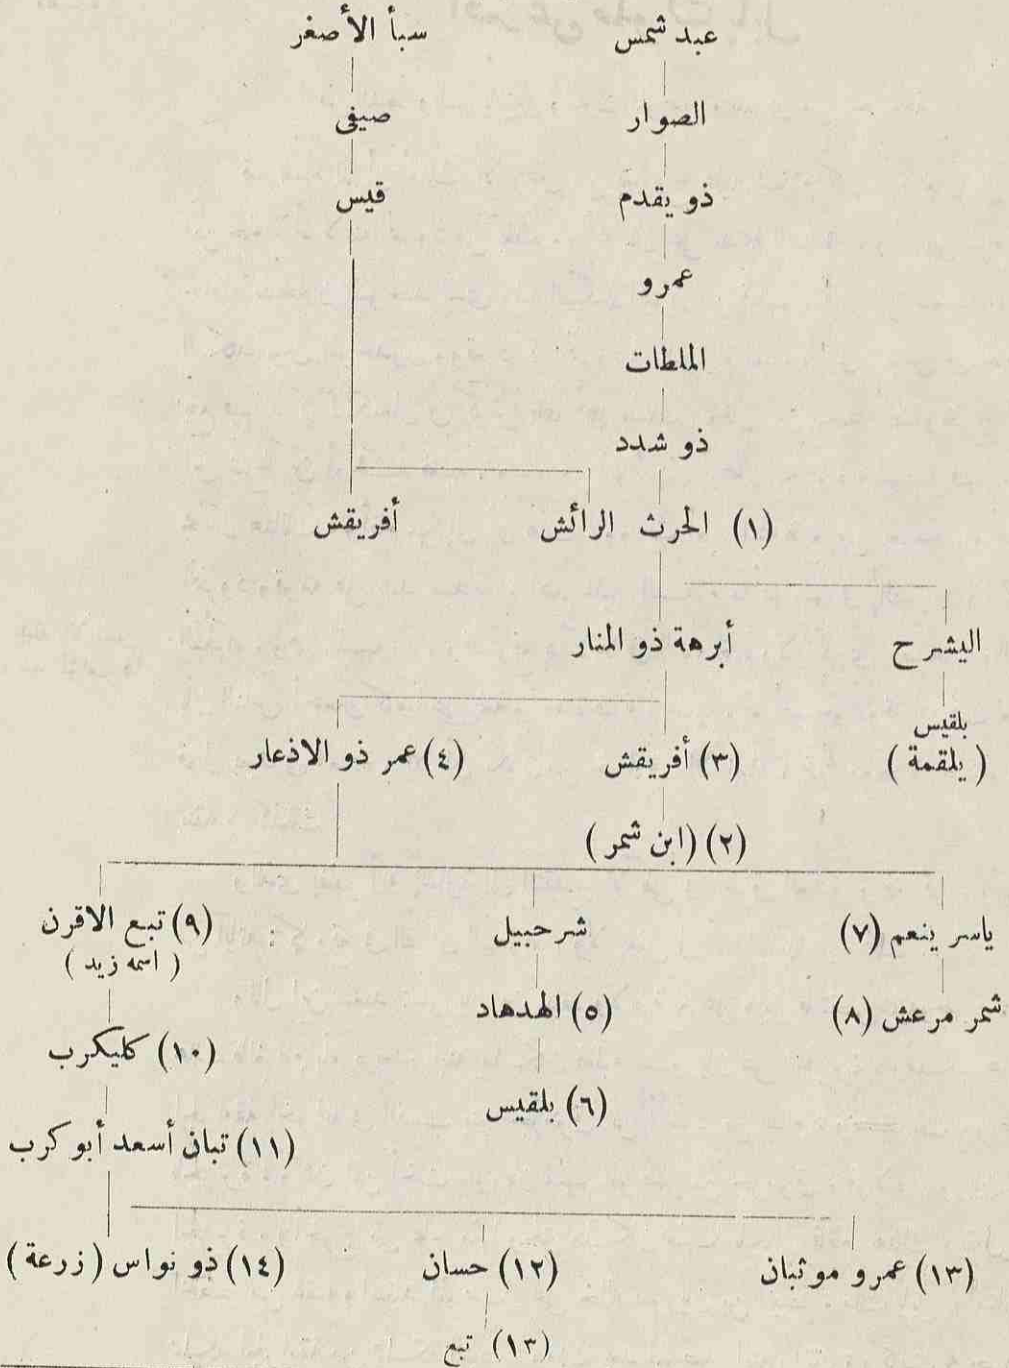 عبد شمس سبأ الأصغر
الصوار صيفى
ذو يقدم قيس
عمرو
الملطات
ذو شدد
(١) الحرث الرائش أفريقش
اليشرح أبرهة ذو المنار
بلقيس
(يلقمة) (٣) أفريقش (٤) عمر ذو الاذعار
(٢) (ابن شمر)
ياسر ينعم (٧) شرحبيل (٩) تبع الاقرن
(اسمه زيد)
شمر مرعش (٨) (٥) الهدهاد
(١٠) كليكرب
(٦) بلقيس
(١١) تبان أسعد أبو كرب
(١٣) عمرو موثبان (١٢) حسان (١٤) ذو نواس (زرعة)
(١٣) تبع